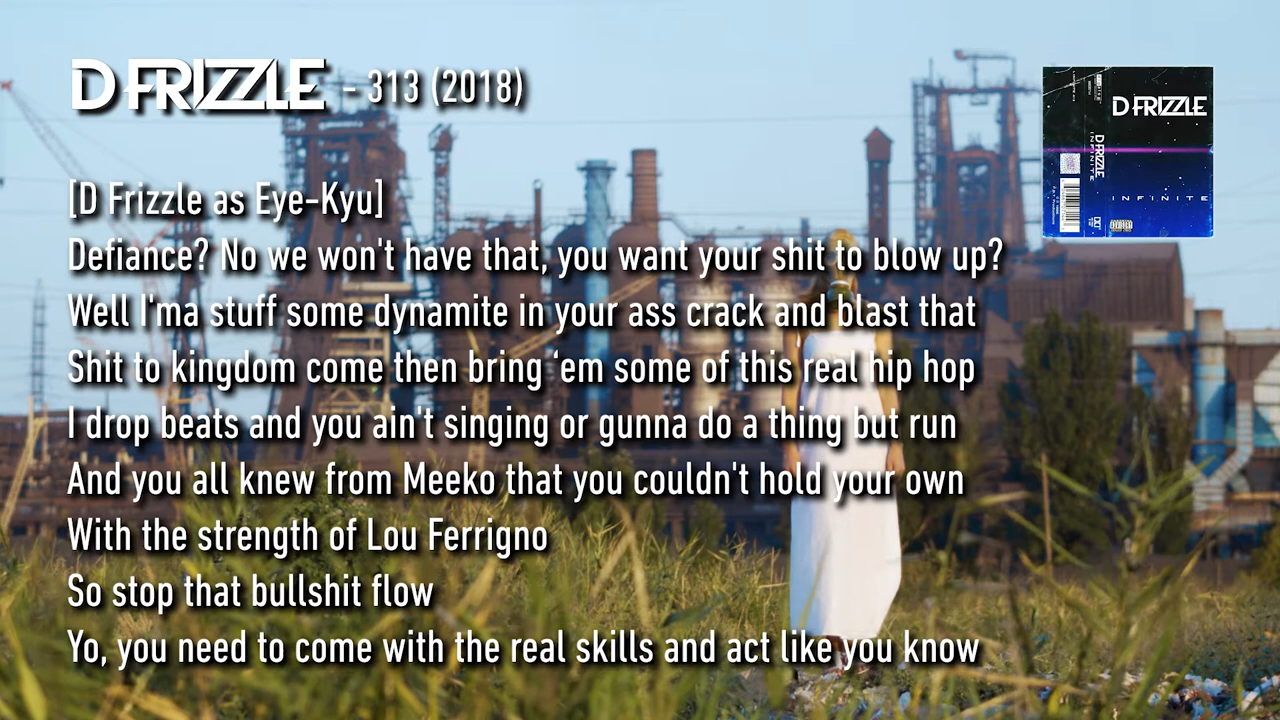 D FRIZZLE - 313 (2018)
D FRIZZLE
D FRIZZLE
INFINITE
INFINITE
[D Frizzle as Eye-Kyu]
Defiance? No we won't have that, you want your shit to blow up?
Well I'ma stuff some dynamite in your ass crack and blast that
Shit to kingdom come then bring ‘em some of this real hip hop
I drop beats and you ain't singing or gunna do a thing but run
And you all knew from Meeko that you couldn't hold your own
With the strength of Lou Ferrigno
So stop that bullshit flow
Yo, you need to come with the real skills and act like you know